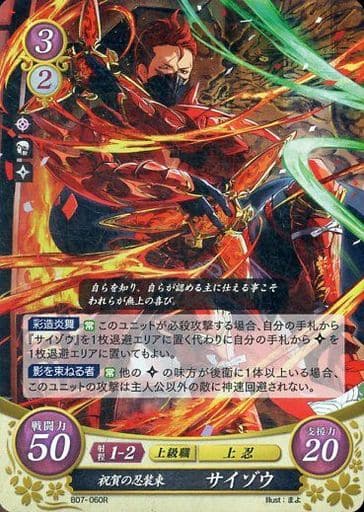 3
2
自らを知り、自らが認める主に仕える事こそ
われらが無上の喜び。
彩造炎舞 常 このユニットが必殺攻撃する場合、自分の手札から
『サイゾウ』を1枚退避エリアに置く代わりに自分の手札から
を1枚退避エリアに置いてもよい。
影を束ねる者 常 他の の味方が後衛に1体以上いる場合、
このユニットの攻撃は主人公以外の敵に神速回避されない。
戦闘力
50
射程 1-2 上級職 上忍
支援力
20
祝賀の忍装束 サイゾウ
B07-060R Illust:まよ